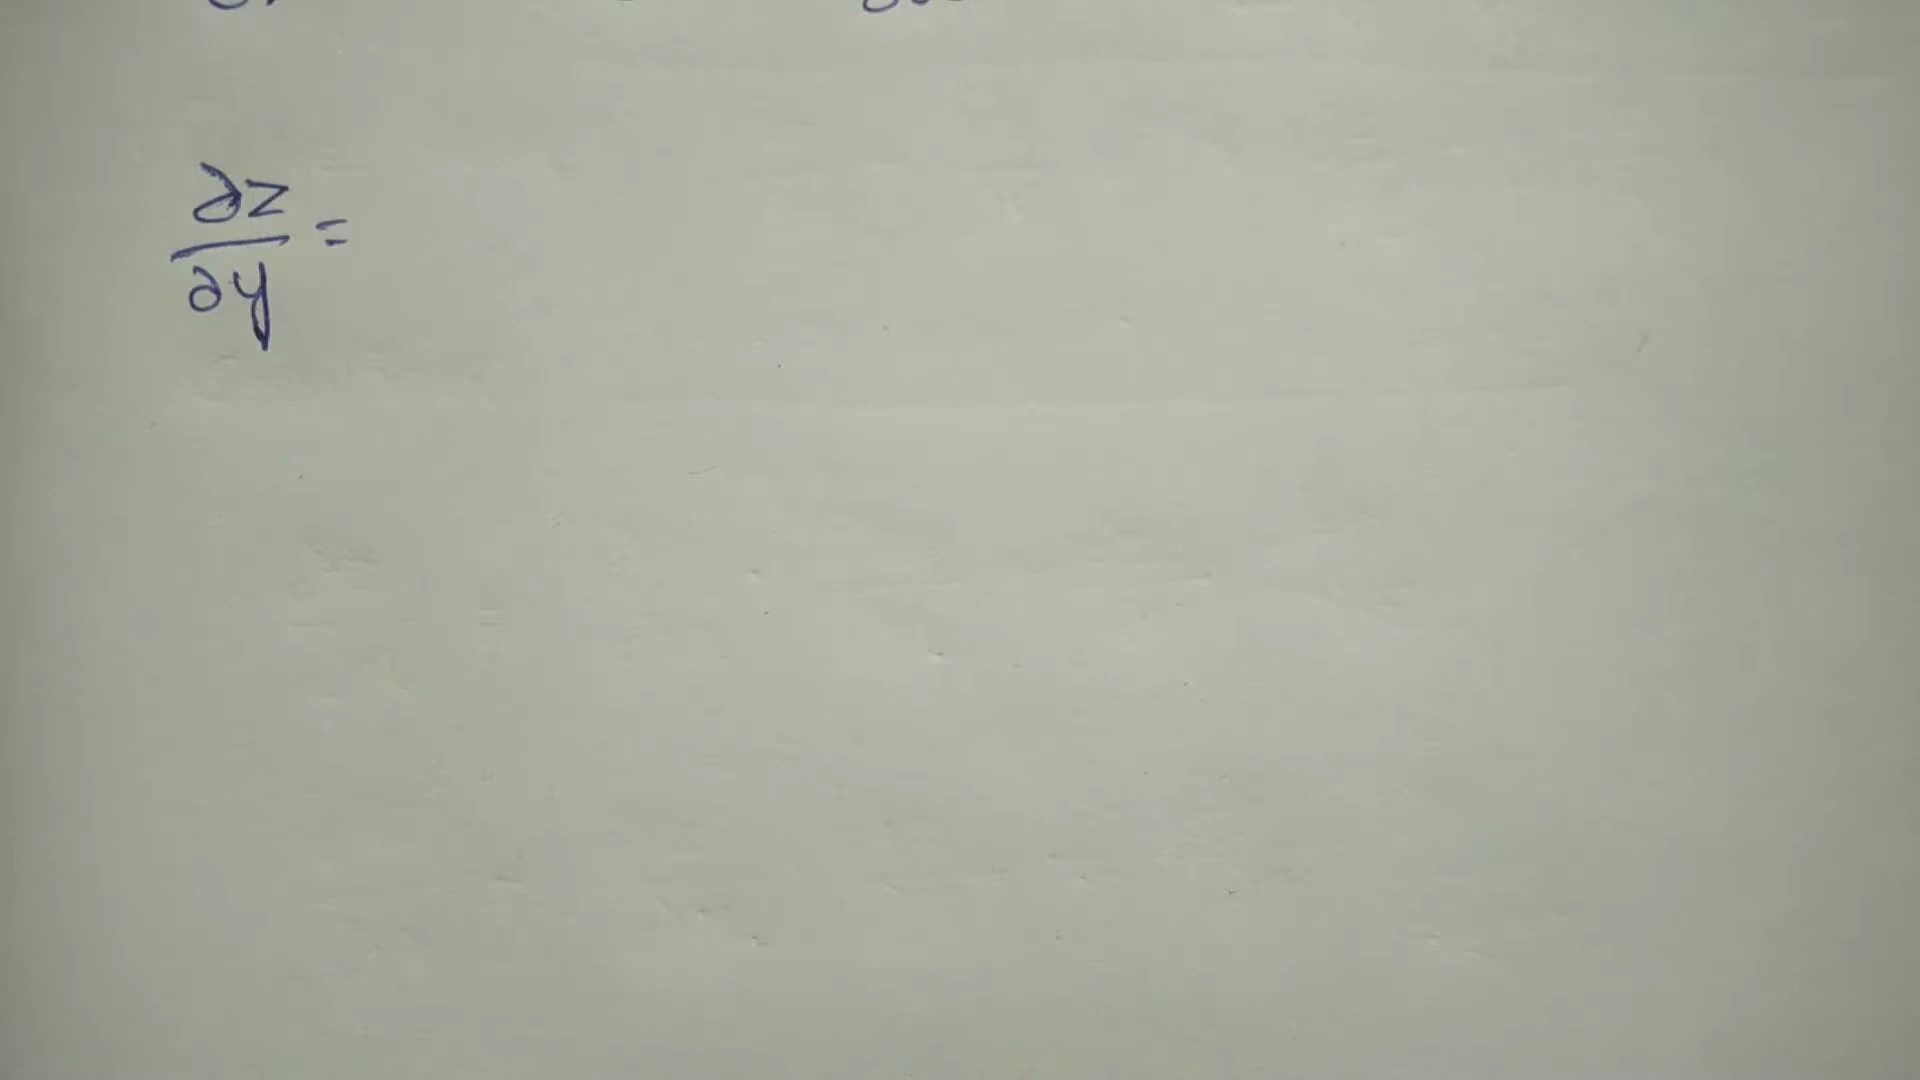 ∂z/∂y =